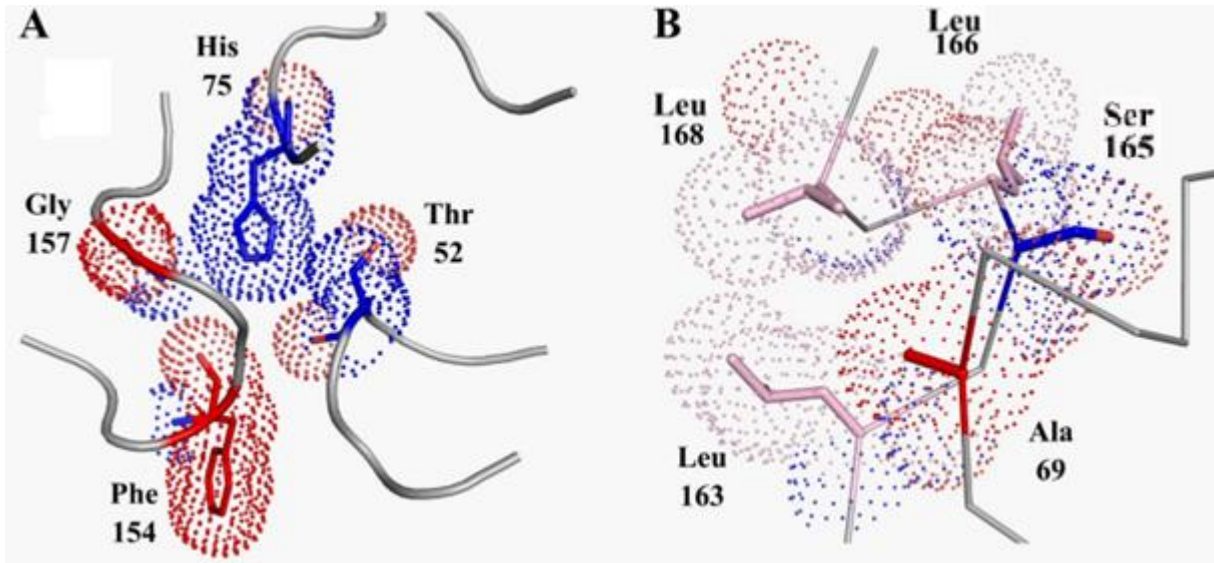 A
His
75
Gly
157
Thr
52
Phe
154
B
Leu
166
Leu
168
Ser
165
Leu
163
Ala
69